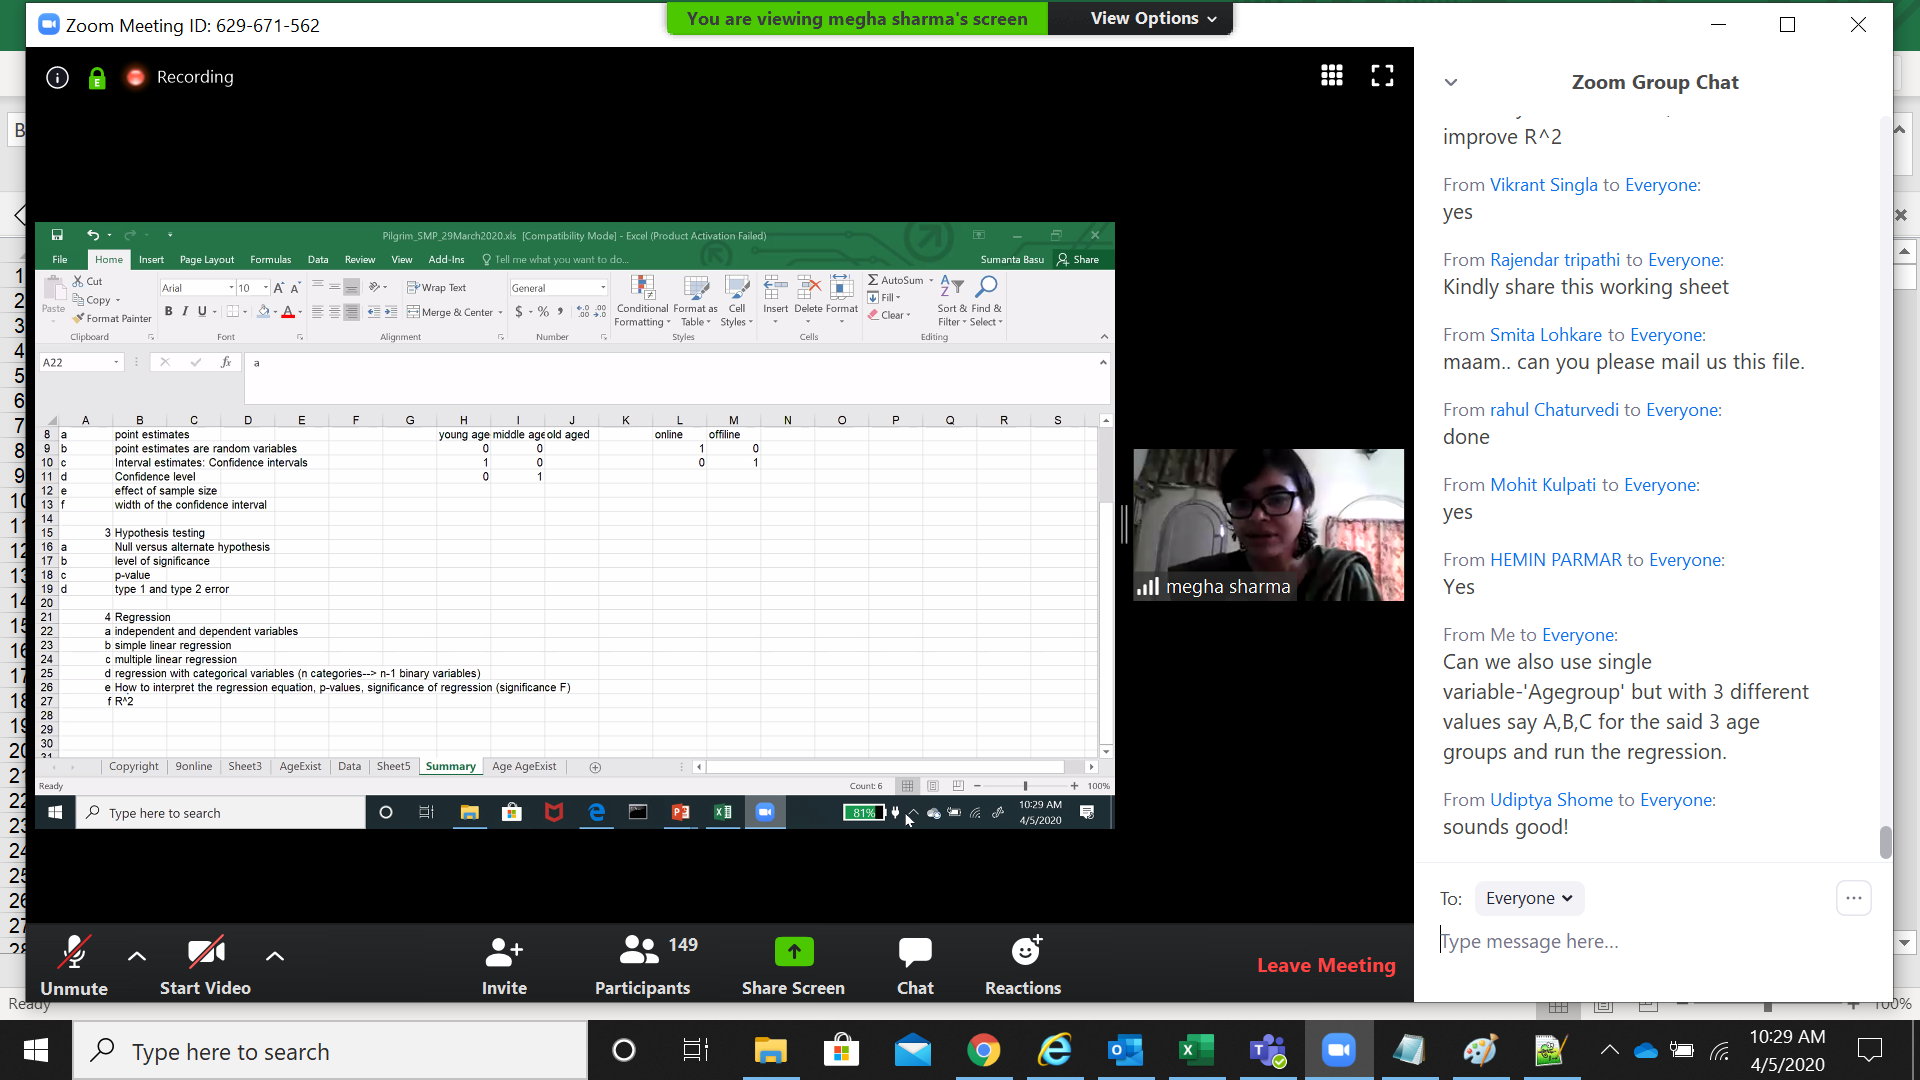 Zoom Meeting ID: 629-671-562
You are viewing megha sharma's screen
View Options
Recording
Pilgrim_SMP_29March2020.xls [Compatibility Mode] - Excel (Product Activation Failed)
File Home Insert Page Layout Formulas Data Review View Add-Ins Tell me what you want to do... Sumanta Basu Share
Paste Cut
Copy
Format Painter
Arial 10
B I U
Wrap Text
Merge & Center
General
$ % ,
Conditional Formatting Format as Table Cell Styles
Insert Delete Format
AutoSum
Fill
Clear
Sort & Filter Find & Select
Clipboard Font Alignment Number Styles Cells Editing
A22 fx a
A B C D E F G H I J K L M N O P Q R S
8 a point estimates young age middle age old aged online offiline
9 b point estimates are random variables 0 0 1 0
10 c Interval estimates: Confidence intervals 1 0 0 1
11 d Confidence level 0 1
12 e effect of sample size
13 f width of the confidence interval
14
15 3 Hypothesis testing
16 a Null versus alternate hypothesis
17 b level of significance
18 c p-value
19 d type 1 and type 2 error
20
21 4 Regression
22 a independent and dependent variables
23 b simple linear regression
24 c multiple linear regression
25 d regression with categorical variables (n categories--> n-1 binary variables)
26 e How to interpret the regression equation, p-values, significance of regression (significance F)
27 f R^2
28
29
30
31
Copyright 9online Sheet3 AgeExist Data Sheet5 Summary Age AgeExist
Ready Count: 6 100%
Type here to search
81%
10:29 AM
4/5/2020
megha sharma
Zoom Group Chat
improve R^2
From Vikrant Singla to Everyone:
yes
From Rajendar tripathi to Everyone:
Kindly share this working sheet
From Smita Lohkare to Everyone:
maam.. can you please mail us this file.
From rahul Chaturvedi to Everyone:
done
From Mohit Kulpati to Everyone:
yes
From HEMIN PARMAR to Everyone:
Yes
From Me to Everyone:
Can we also use single
variable-'Agegroup' but with 3 different
values say A,B,C for the said 3 age
groups and run the regression.
From Udiptya Shome to Everyone:
sounds good!
To: Everyone
Type message here...
Unmute
Start Video
Invite
Participants 149
Share Screen
Chat
Reactions
Leave Meeting
Ready 100%
Type here to search
10:29 AM
4/5/2020